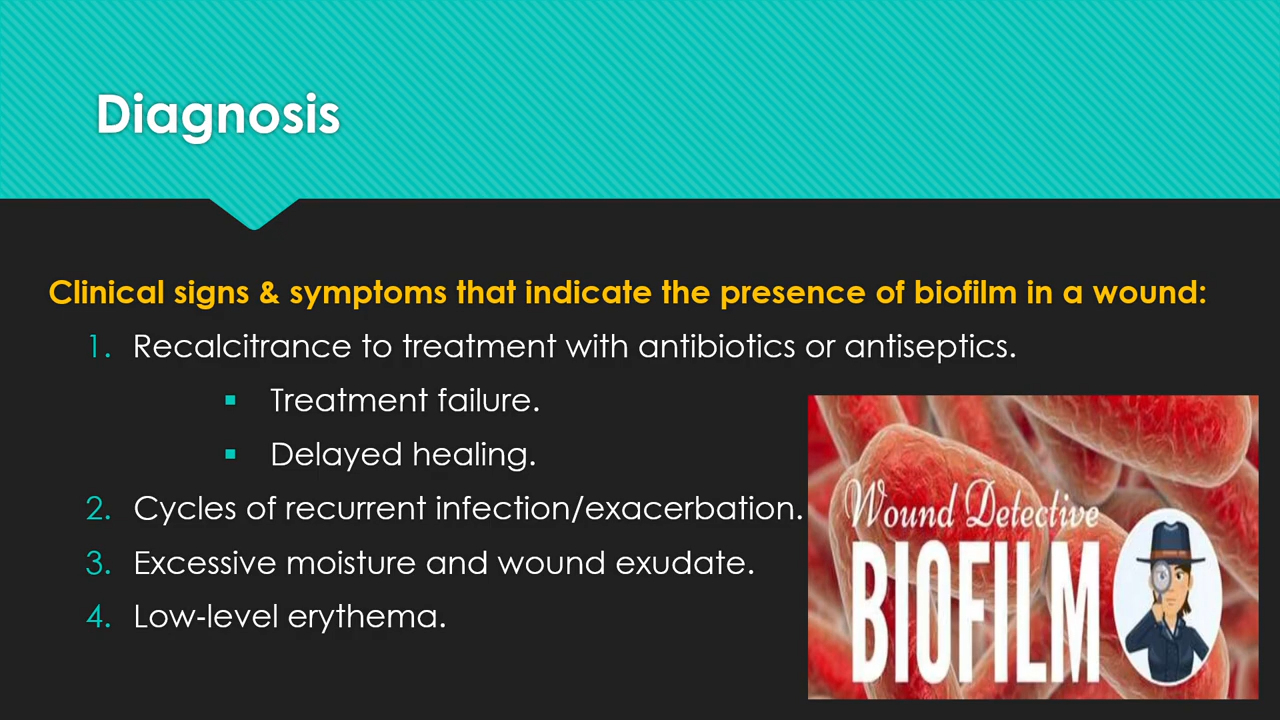 Diagnosis
Clinical signs & symptoms that indicate the presence of biofilm in a wound:
1. Recalcitrance to treatment with antibiotics or antiseptics.
▪ Treatment failure.
▪ Delayed healing.
2. Cycles of recurrent infection/exacerbation.
3. Excessive moisture and wound exudate.
4. Low-level erythema.
Wound Detective
BIOFILM